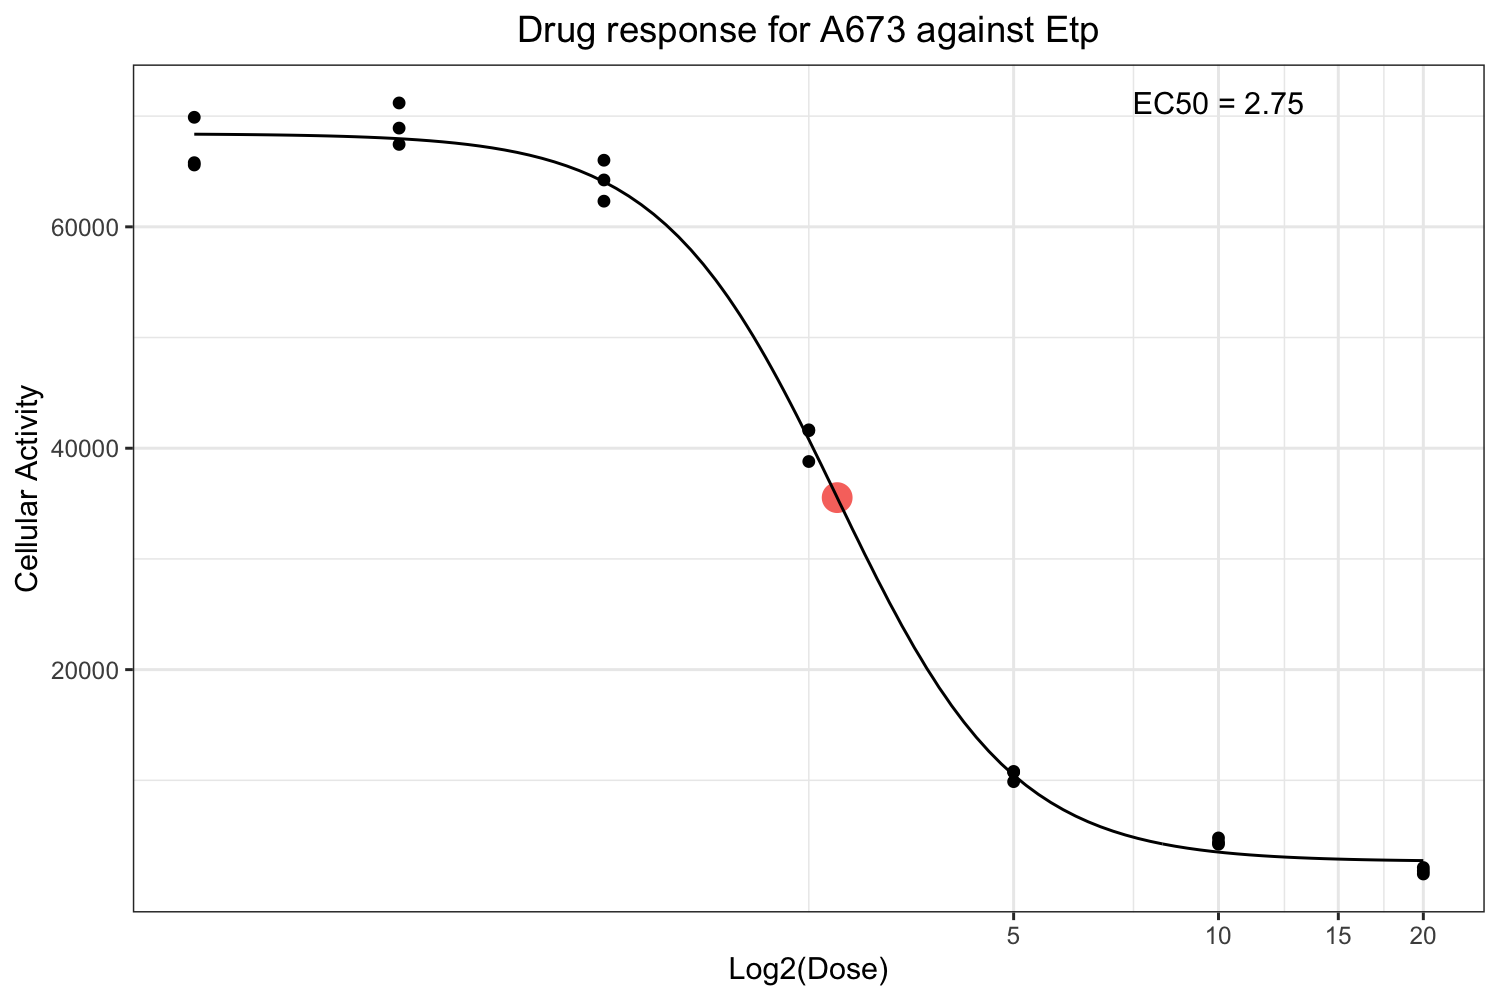 Drug response for A673 against Etp
EC50 = 2.75
60000
40000
20000
Cellular Activity
5 10 15 20
Log2(Dose)